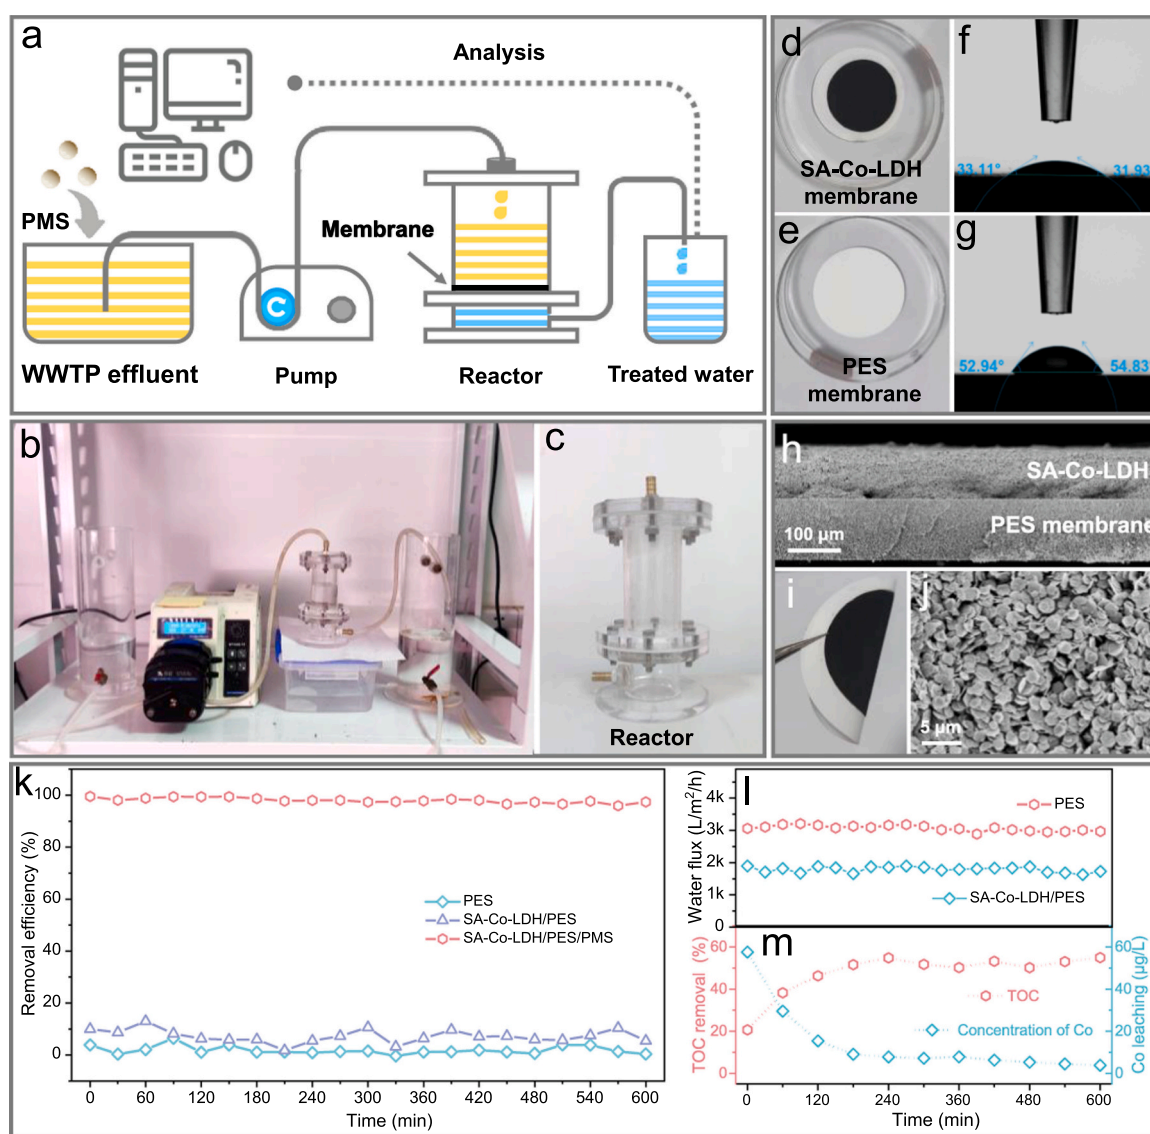 a
Analysis
PMS
Membrane
WWTP effluent
Pump
Reactor
Treated water
b
c
Reactor
d
SA-Co-LDH
membrane
e
PES
membrane
f
33.11°
31.93
g
52.94°
54.83
h
SA-Co-LDH
PES membrane
100 µm
i
j
5 µm
k
Removal efficiency (%)
100
80
60
40
20
0
PES
SA-Co-LDH/PES
SA-Co-LDH/PES/PMS
0 60 120 180 240 300 360 420 480 540 600
Time (min)
l
Water flux (L/m²/h)
4k
3k
2k
1k
0
PES
SA-Co-LDH/PES
m
TOC removal (%)
60
40
20
0
TOC
Concentration of Co
60
40
20
0
Co leaching (µg/L)
0 120 240 360 480 600
Time (min)